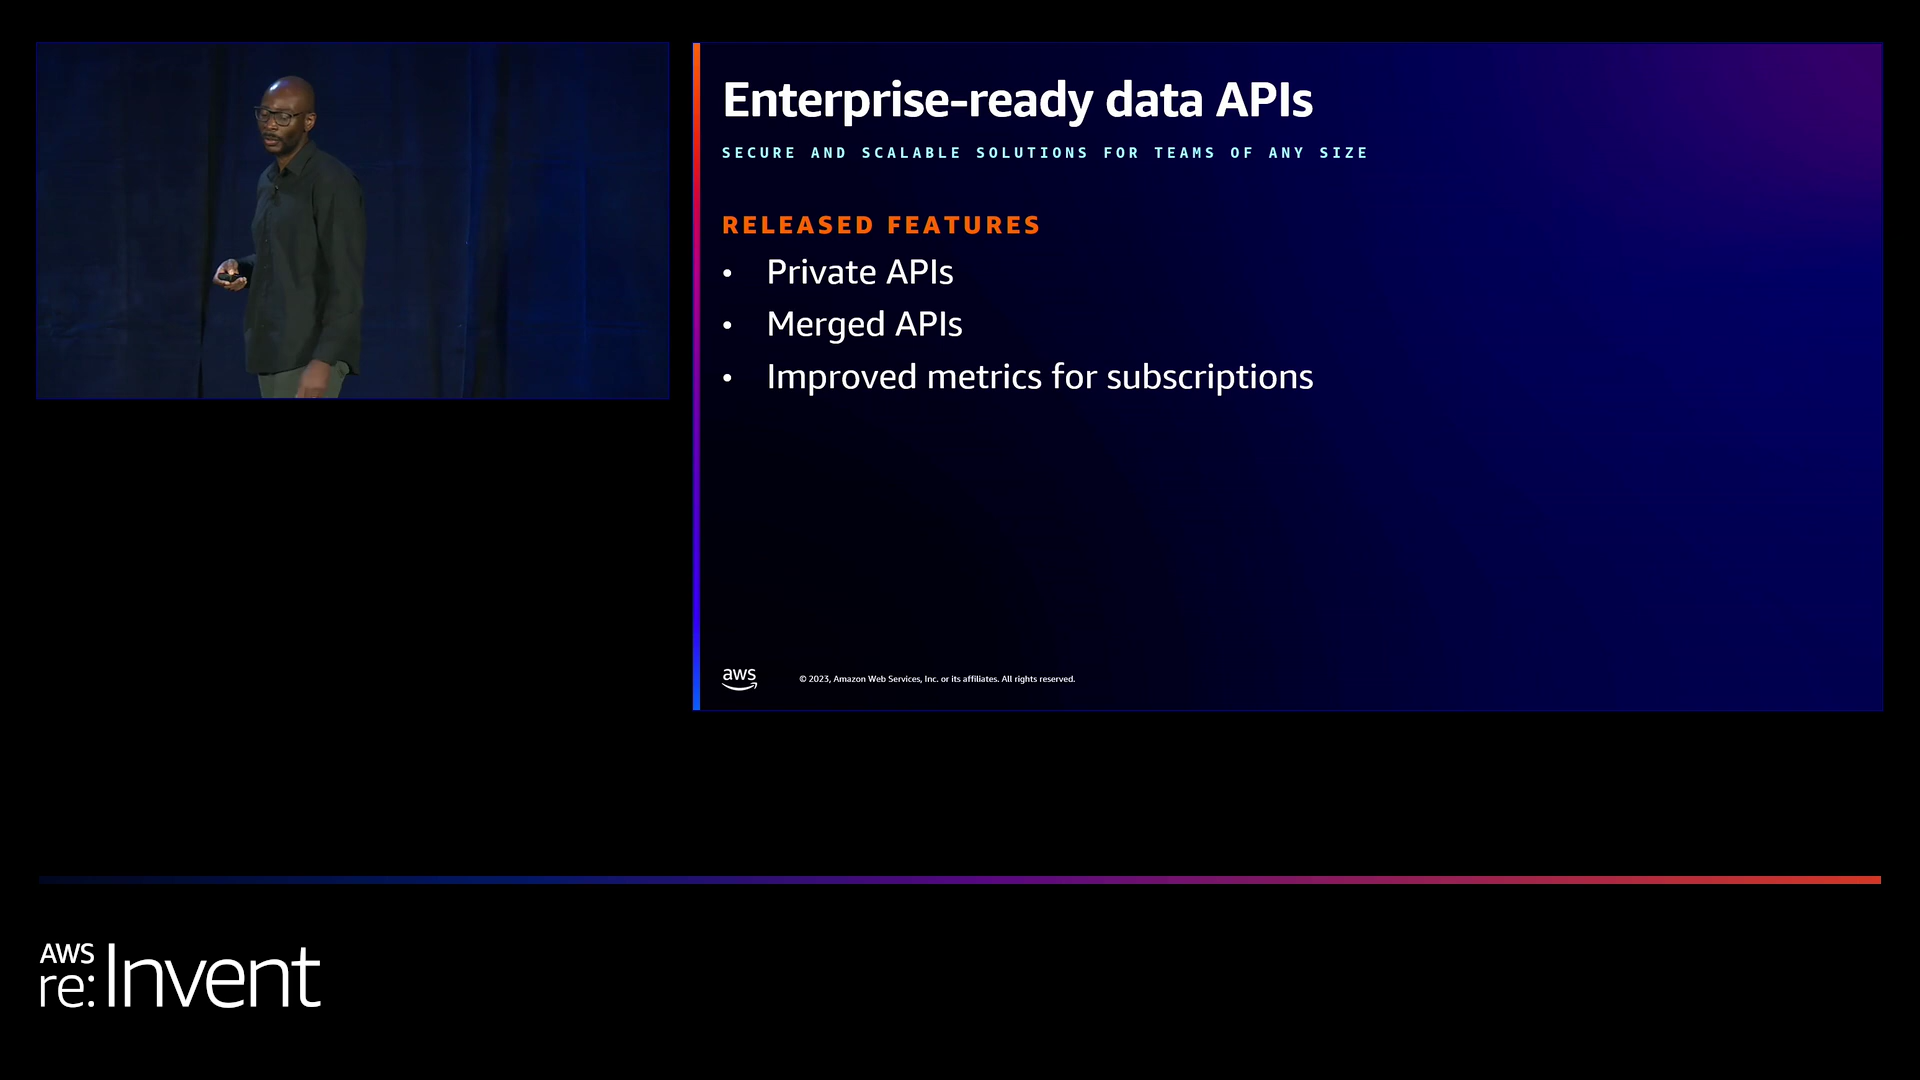 Enterprise-ready data APIs
SECURE AND SCALABLE SOLUTIONS FOR TEAMS OF ANY SIZE
RELEASED FEATURES
• Private APIs
• Merged APIs
• Improved metrics for subscriptions
aws
© 2023, Amazon Web Services, Inc. or its affiliates. All rights reserved.
AWS
re:Invent